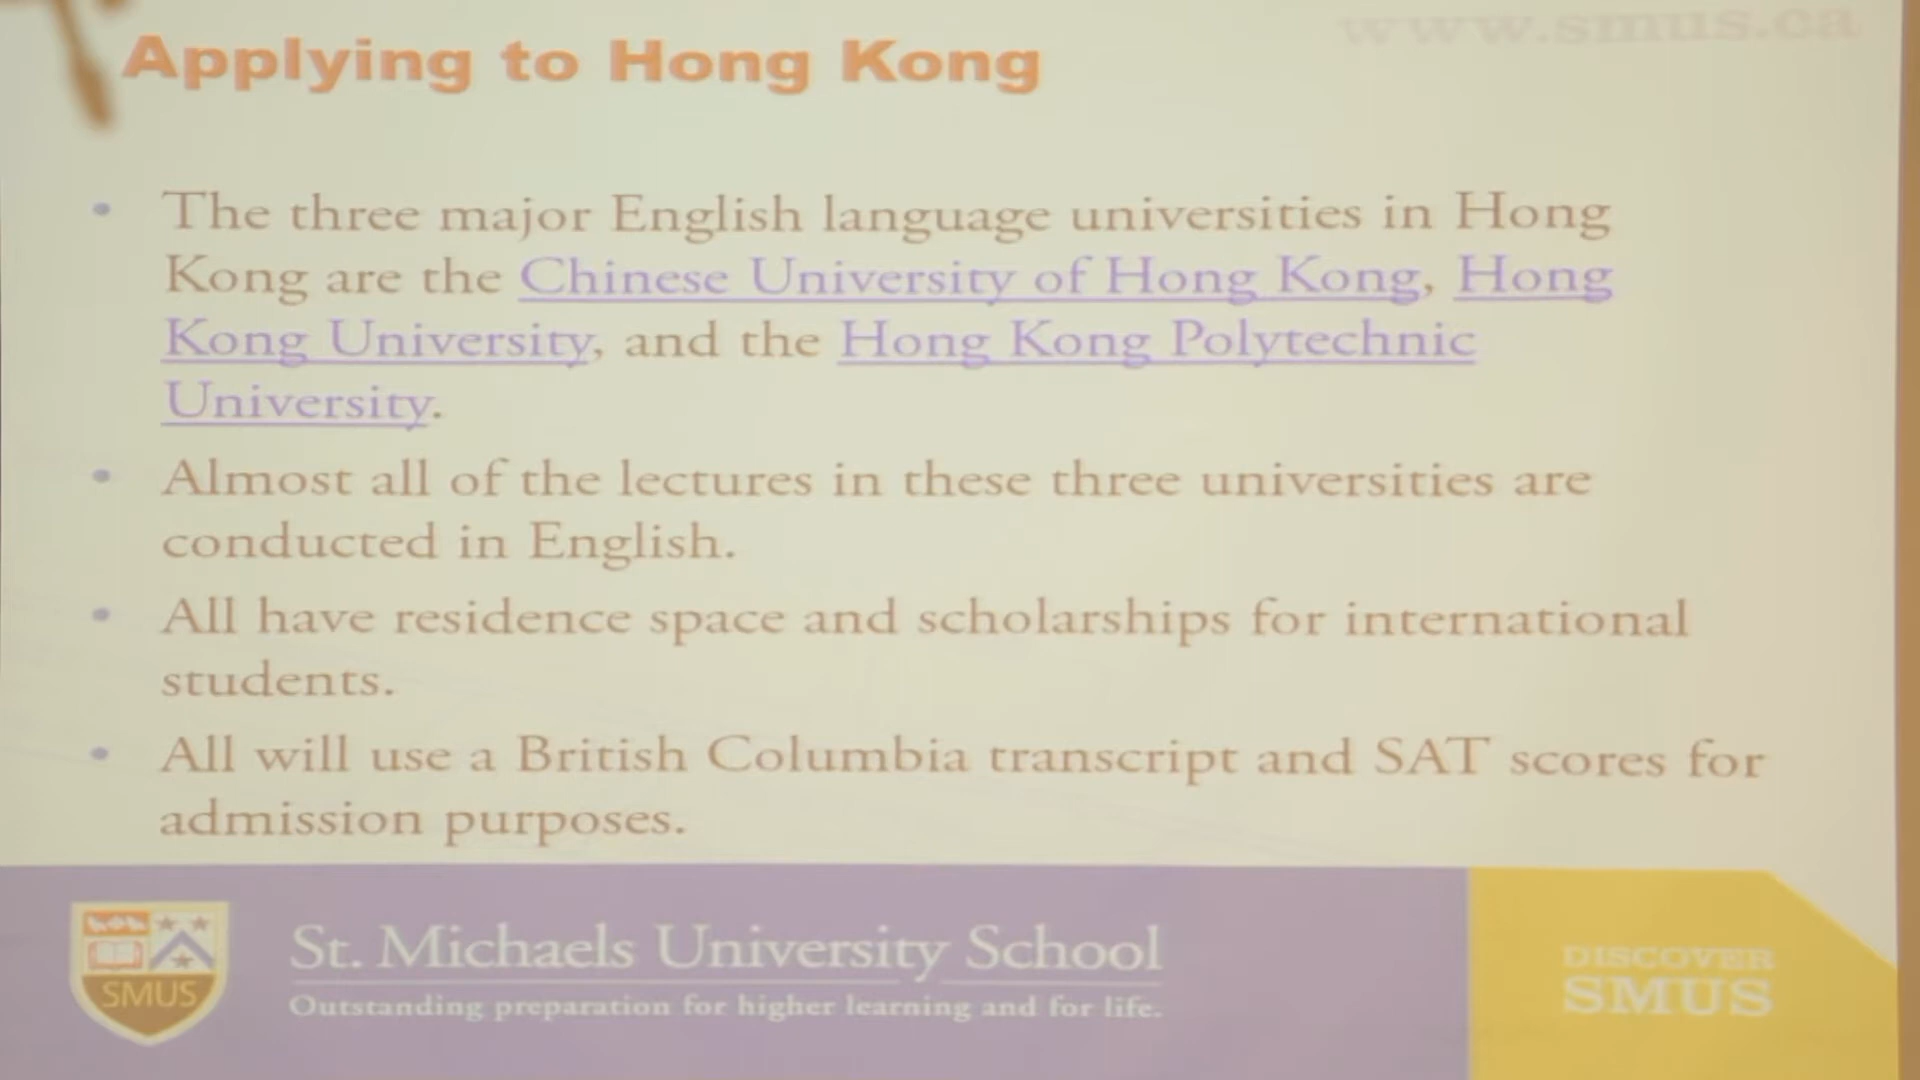 www.smus.ca
Applying to Hong Kong
• The three major English language universities in Hong
Kong are the Chinese University of Hong Kong, Hong
Kong University, and the Hong Kong Polytechnic
University.
• Almost all of the lectures in these three universities are
conducted in English.
• All have residence space and scholarships for international
students.
• All will use a British Columbia transcript and SAT scores for
admission purposes.
SMUS
St. Michaels University School
Outstanding preparation for higher learning and for life.
DISCOVER
SMUS